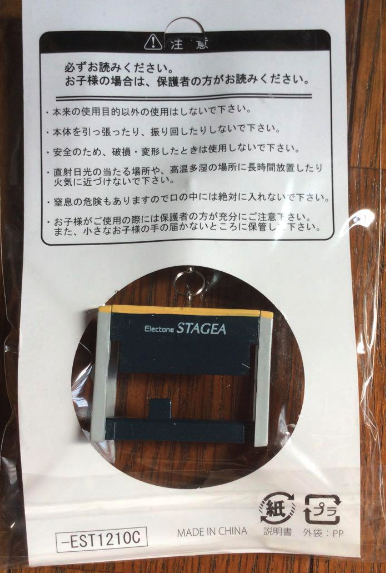 注意
必ずお読みください。
お子様の場合は、保護者の方がお読みください。
・本来の使用目的以外の使用はしないで下さい。
・本体を引っ張ったり、振り回したりしないで下さい。
・安全のため、破損・変形したときは使用しないで下さい。
・直射日光の当たる場所や、高温多湿の場所に長時間放置したり
火気に近づけないで下さい。
・窒息の危険もありますので口の中には絶対に入れないで下さい。
・お子様がご使用の際には保護者の方が充分にご注意下さい。
また、小さなお子様の手の届かないところに保管して下さい。
Electone STAGEA
紙 プラ
-EST1210C MADE IN CHINA 説明書 外袋：PP